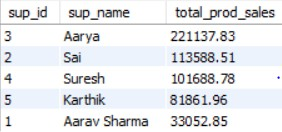 sup_id sup_name total_prod_sales
3 Aarya 221137.83
2 Sai 113588.51
4 Suresh 101688.78
5 Karthik 81861.96
1 Aarav Sharma 33052.85